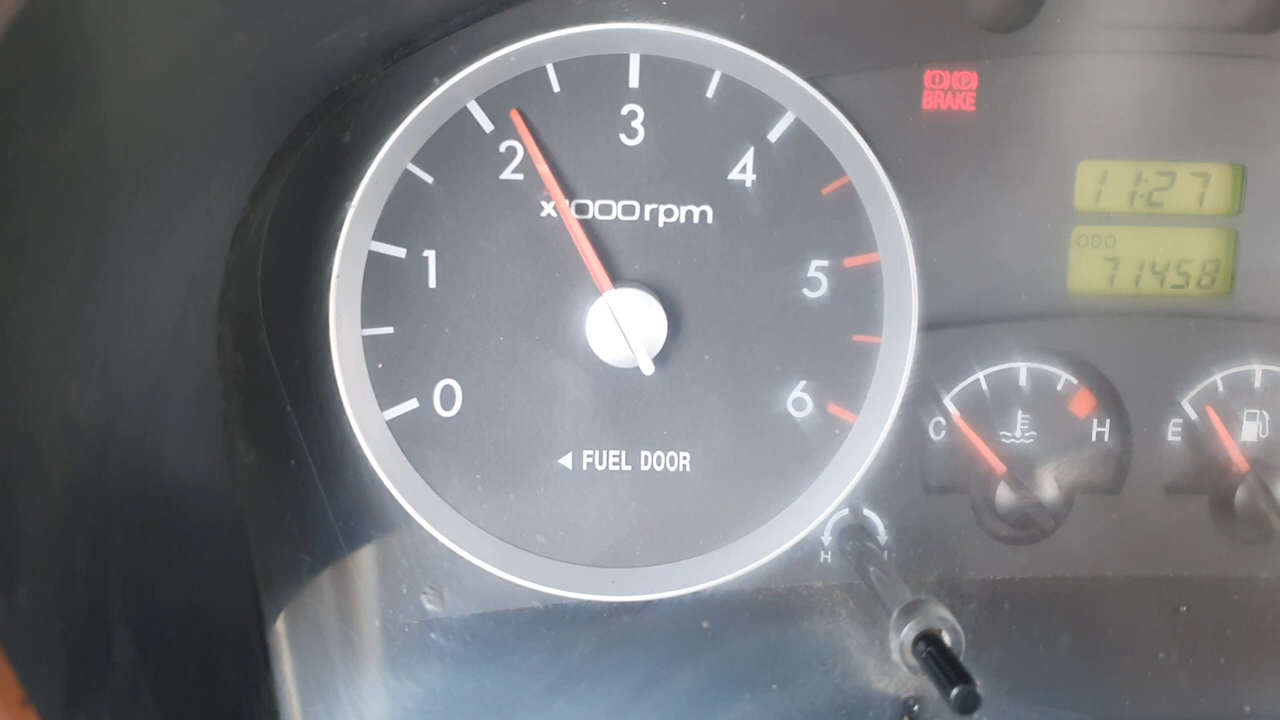 0
1
2
3
4
5
6
x1000rpm
◀ FUEL DOOR
BRAKE
11:27
ODO
71458
C
H
E
H